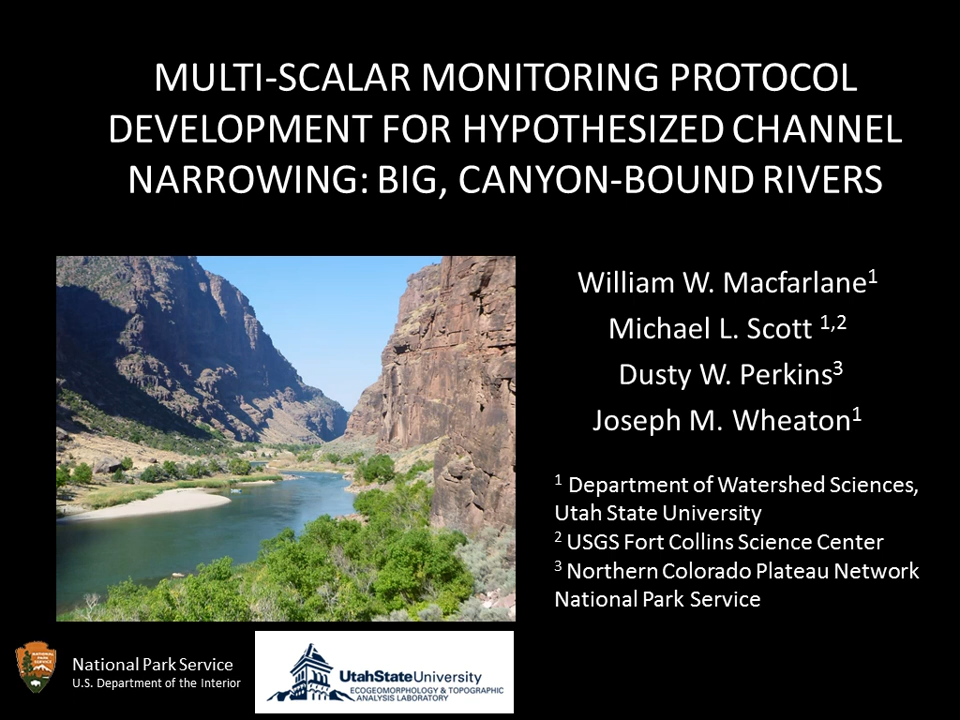 MULTI-SCALAR MONITORING PROTOCOL
DEVELOPMENT FOR HYPOTHESIZED CHANNEL
NARROWING: BIG, CANYON-BOUND RIVERS
William W. Macfarlane¹
Michael L. Scott ¹,²
Dusty W. Perkins³
Joseph M. Wheaton¹
¹ Department of Watershed Sciences,
Utah State University
² USGS Fort Collins Science Center
³ Northern Colorado Plateau Network
National Park Service
NATIONAL
PARK
SERVICE
National Park Service
U.S. Department of the Interior
UtahStateUniversity
ECOGEOMORPHOLOGY & TOPOGRAPHIC
ANALYSIS LABORATORY